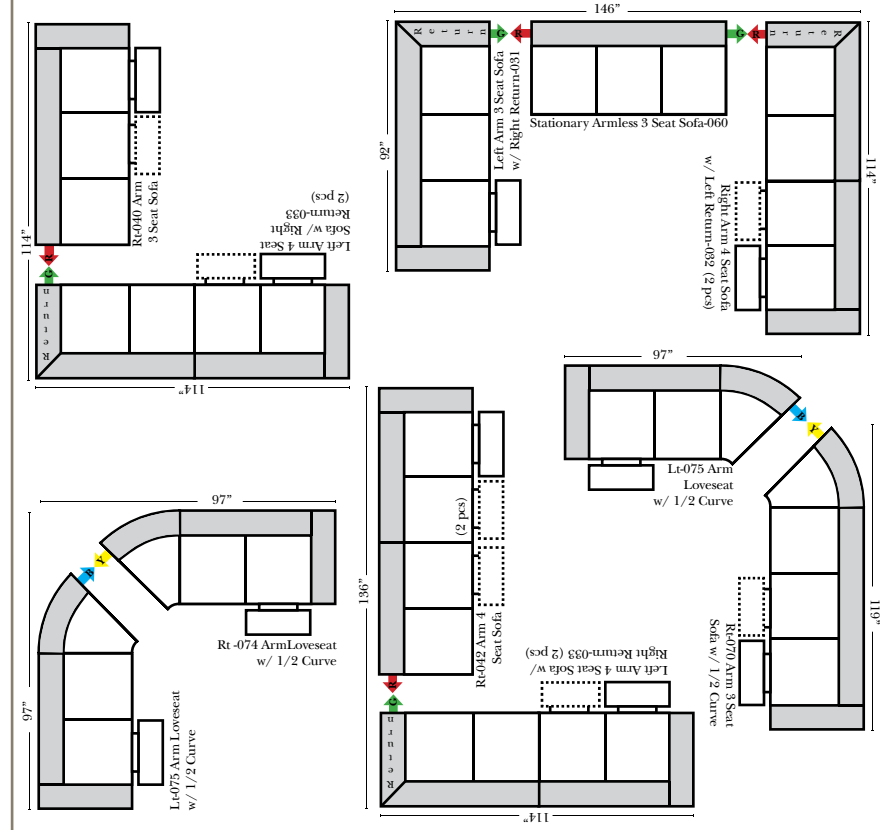 114”
Rt-040 Arm
3 Seat Sofa
R
G
Return
Left Arm 4 Seat
Sofa w/ Right
Return-033
(2 pcs)
114”
146”
Return
G
R
Left Arm 3 Seat Sofa
w/ Right Return-031
92”
Stationary Armless 3 Seat Sofa-060
G
R
Return
Right Arm 4 Seat Sofa
w/ Left Return-032 (2 pcs)
114”
97”
97”
B
Y
Rt -074 ArmLoveseat
w/ 1/2 Curve
Lt-075 Arm Loveseat
w/ 1/2 Curve
136”
(2 pcs)
Rt-042 Arm 4
Seat Sofa
R
G
Return
Left Arm 4 Seat Sofa w/
Right Return-033 (2 pcs)
114”
97”
B
Y
Lt-075 Arm
Loveseat
w/ 1/2 Curve
Rt-070 Arm 3 Seat
Sofa w/ 1/2 Curve
119”